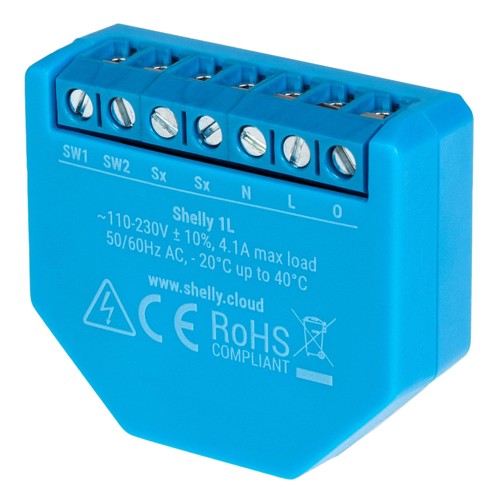 SW1 SW2 Sx Sx N L O
Shelly 1L
~110-230V ± 10%, 4.1A max load
50/60Hz AC, - 20°C up to 40°C
www.shelly.cloud
CE RoHS
COMPLIANT